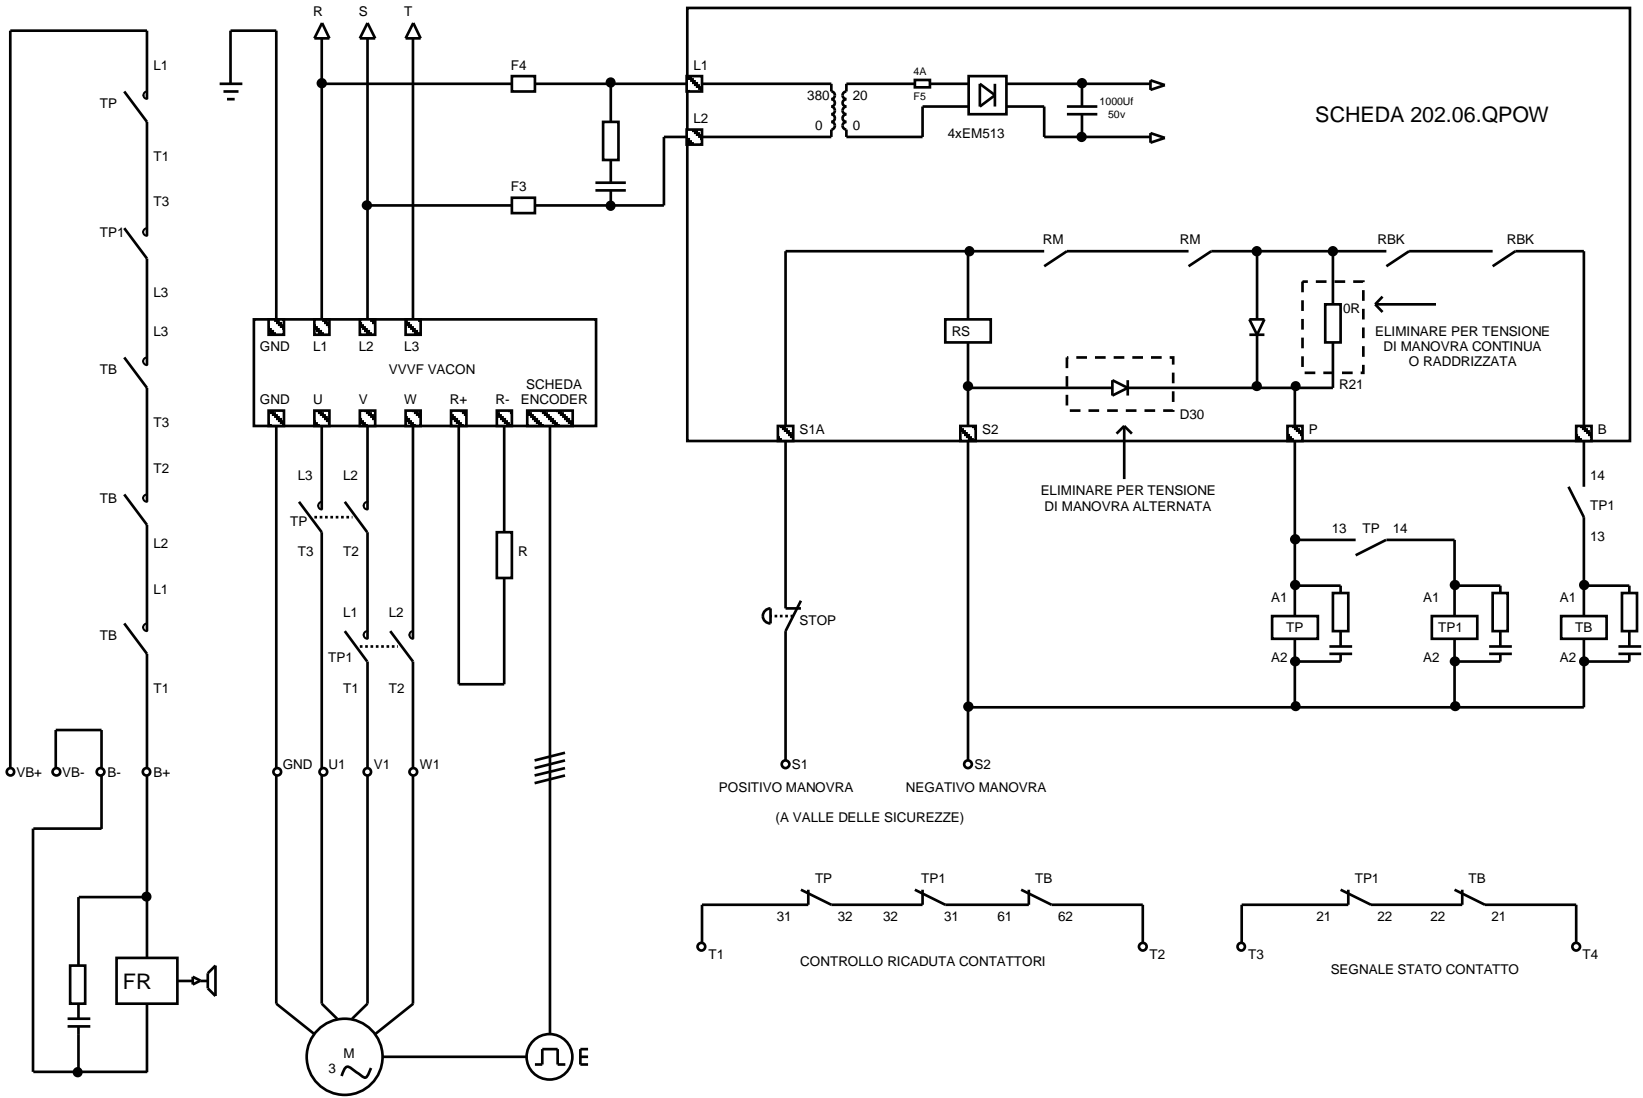 R S T
L1
TP
T1
T3
TP1
L3
L3
TB
T3
T2
TB
L2
L1
TB
T1
VB+ VB- B- B+
FR
F4
F3
GND L1 L2 L3
VVVF VACON
SCHEDA
ENCODER
GND U V W R+ R-
L3 L2
TP
T3 T2
R
L1 L2
TP1
T1 T2
GND U1 V1 W1
M
3
E
SCHEDA 202.06.QPOW
L1
L2
380 20
0 0
4A
F5
4xEM513
1000Uf
50v
RM RM RBK RBK
RS
0R
R21
ELIMINARE PER TENSIONE
DI MANOVRA CONTINUA
O RADDRIZZATA
D30
S1A S2 P B
ELIMINARE PER TENSIONE
DI MANOVRA ALTERNATA
14
TP1
13
13 TP 14
STOP
A1 A1 A1
TP TP1 TB
A2 A2 A2
S1 S2
POSITIVO MANOVRA NEGATIVO MANOVRA
(A VALLE DELLE SICUREZZE)
TP TP1 TB
31 32 32 31 61 62
T1 T2
CONTROLLO RICADUTA CONTATTORI
TP1 TB
21 22 22 21
T3 T4
SEGNALE STATO CONTATTO